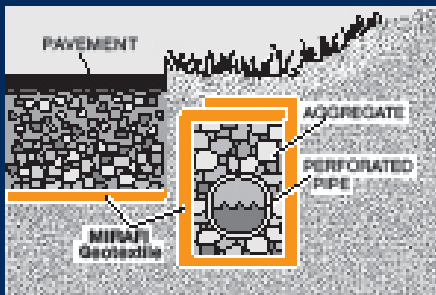 PAVEMENT
AGGREGATE
PERFORATED
PIPE
MIRAFI
Geotextile